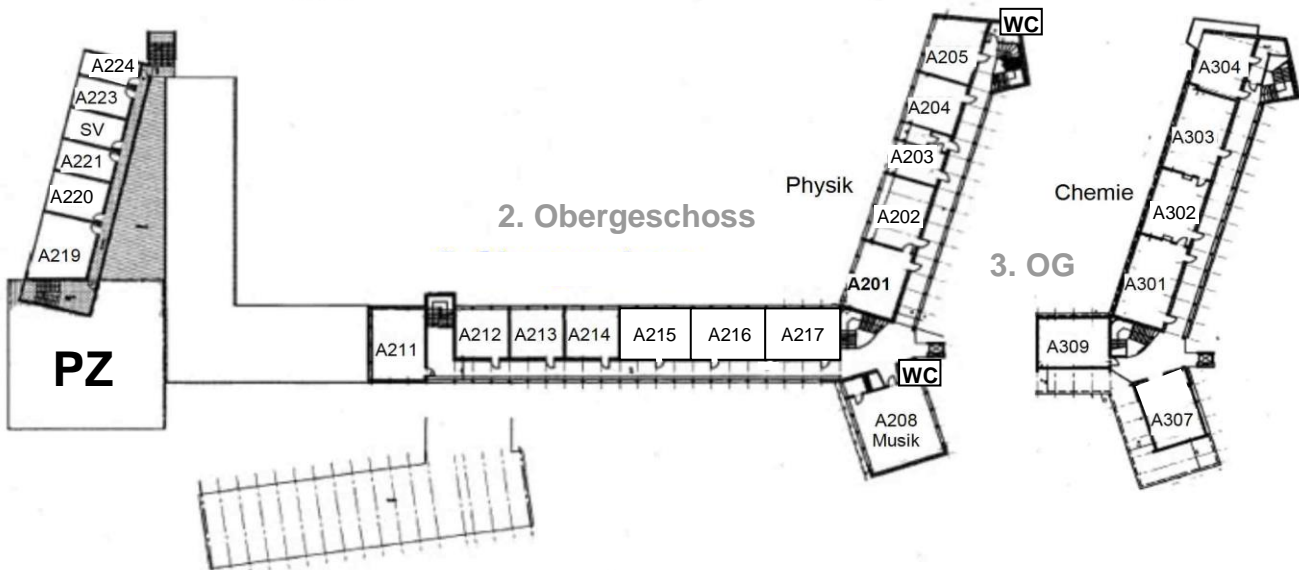 WC
A205
A224
A304
A223
A204
SV
A303
A221
A203
A220
Physik
Chemie
A202
A302
2. Obergeschoss
A219
3. OG
A201
A301
A212
A213
A214
A215
A216
A217
A211
A309
PZ
WC
A208
Musik
A307